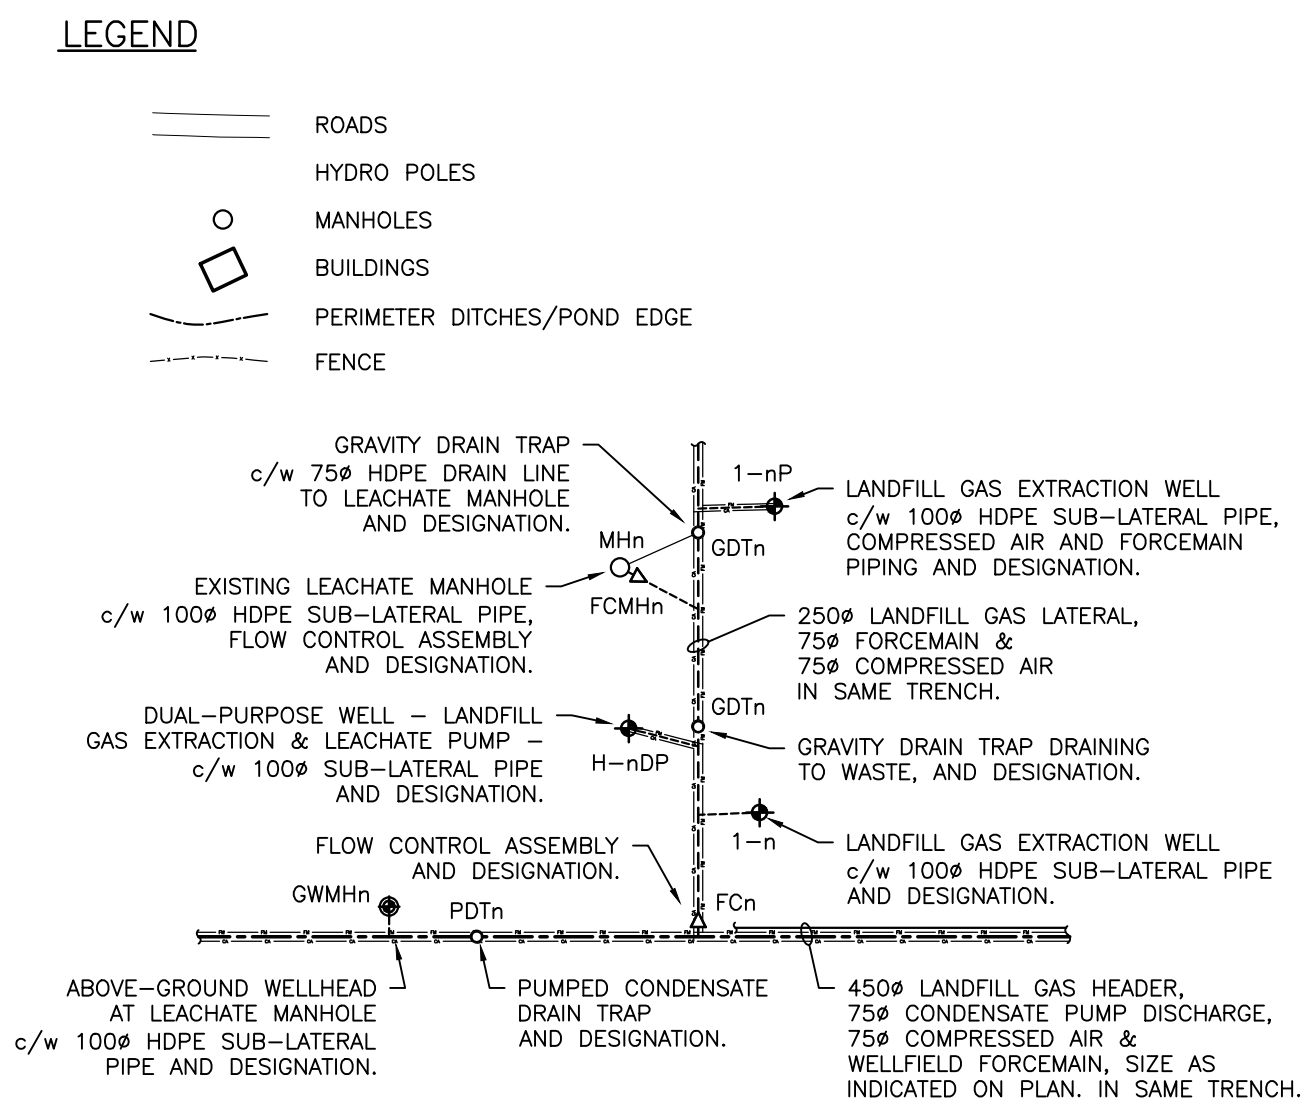 LEGEND
ROADS
HYDRO POLES
MANHOLES
BUILDINGS
PERIMETER DITCHES/POND EDGE
FENCE
GRAVITY DRAIN TRAP
c/w 75ø HDPE DRAIN LINE
TO LEACHATE MANHOLE
AND DESIGNATION.
1-nP
LANDFILL GAS EXTRACTION WELL
c/w 100ø HDPE SUB-LATERAL PIPE,
COMPRESSED AIR AND FORCEMAIN
PIPING AND DESIGNATION.
MHn
GDTn
EXISTING LEACHATE MANHOLE
c/w 100ø HDPE SUB-LATERAL PIPE,
FLOW CONTROL ASSEMBLY
AND DESIGNATION.
FCMHn
250ø LANDFILL GAS LATERAL,
75ø FORCEMAIN &
75ø COMPRESSED AIR
IN SAME TRENCH.
GDTn
DUAL-PURPOSE WELL - LANDFILL
GAS EXTRACTION & LEACHATE PUMP -
c/w 100ø SUB-LATERAL PIPE
AND DESIGNATION.
H-nDP
GRAVITY DRAIN TRAP DRAINING
TO WASTE, AND DESIGNATION.
1-n
LANDFILL GAS EXTRACTION WELL
c/w 100ø HDPE SUB-LATERAL PIPE
AND DESIGNATION.
FLOW CONTROL ASSEMBLY
AND DESIGNATION.
GWMHn
PDTn
FCn
ABOVE-GROUND WELLHEAD
AT LEACHATE MANHOLE
c/w 100ø HDPE SUB-LATERAL
PIPE AND DESIGNATION.
PUMPED CONDENSATE
DRAIN TRAP
AND DESIGNATION.
450ø LANDFILL GAS HEADER,
75ø CONDENSATE PUMP DISCHARGE,
75ø COMPRESSED AIR &
WELLFIELD FORCEMAIN, SIZE AS
INDICATED ON PLAN. IN SAME TRENCH.